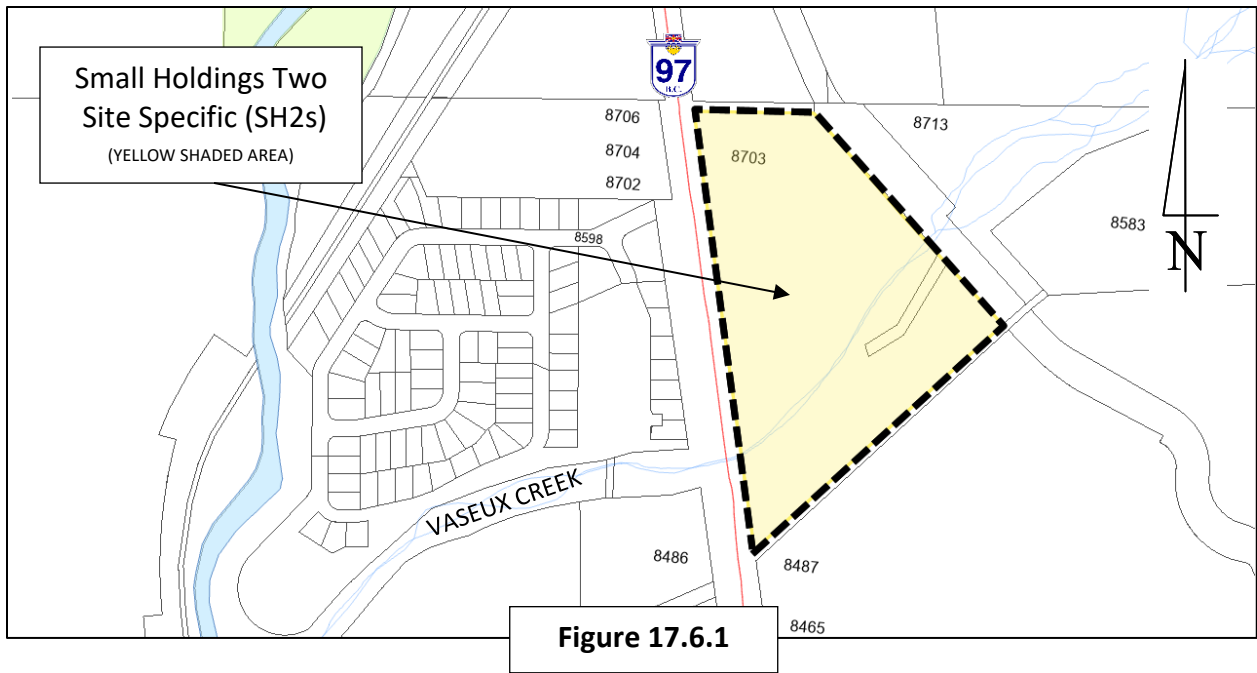 Small Holdings Two
Site Specific (SH2s)
(YELLOW SHADED AREA)
97
B.C.
8706
8704
8702
8703
8713
8583
N
8598
VASEUX CREEK
8486
8487
8465
Figure 17.6.1